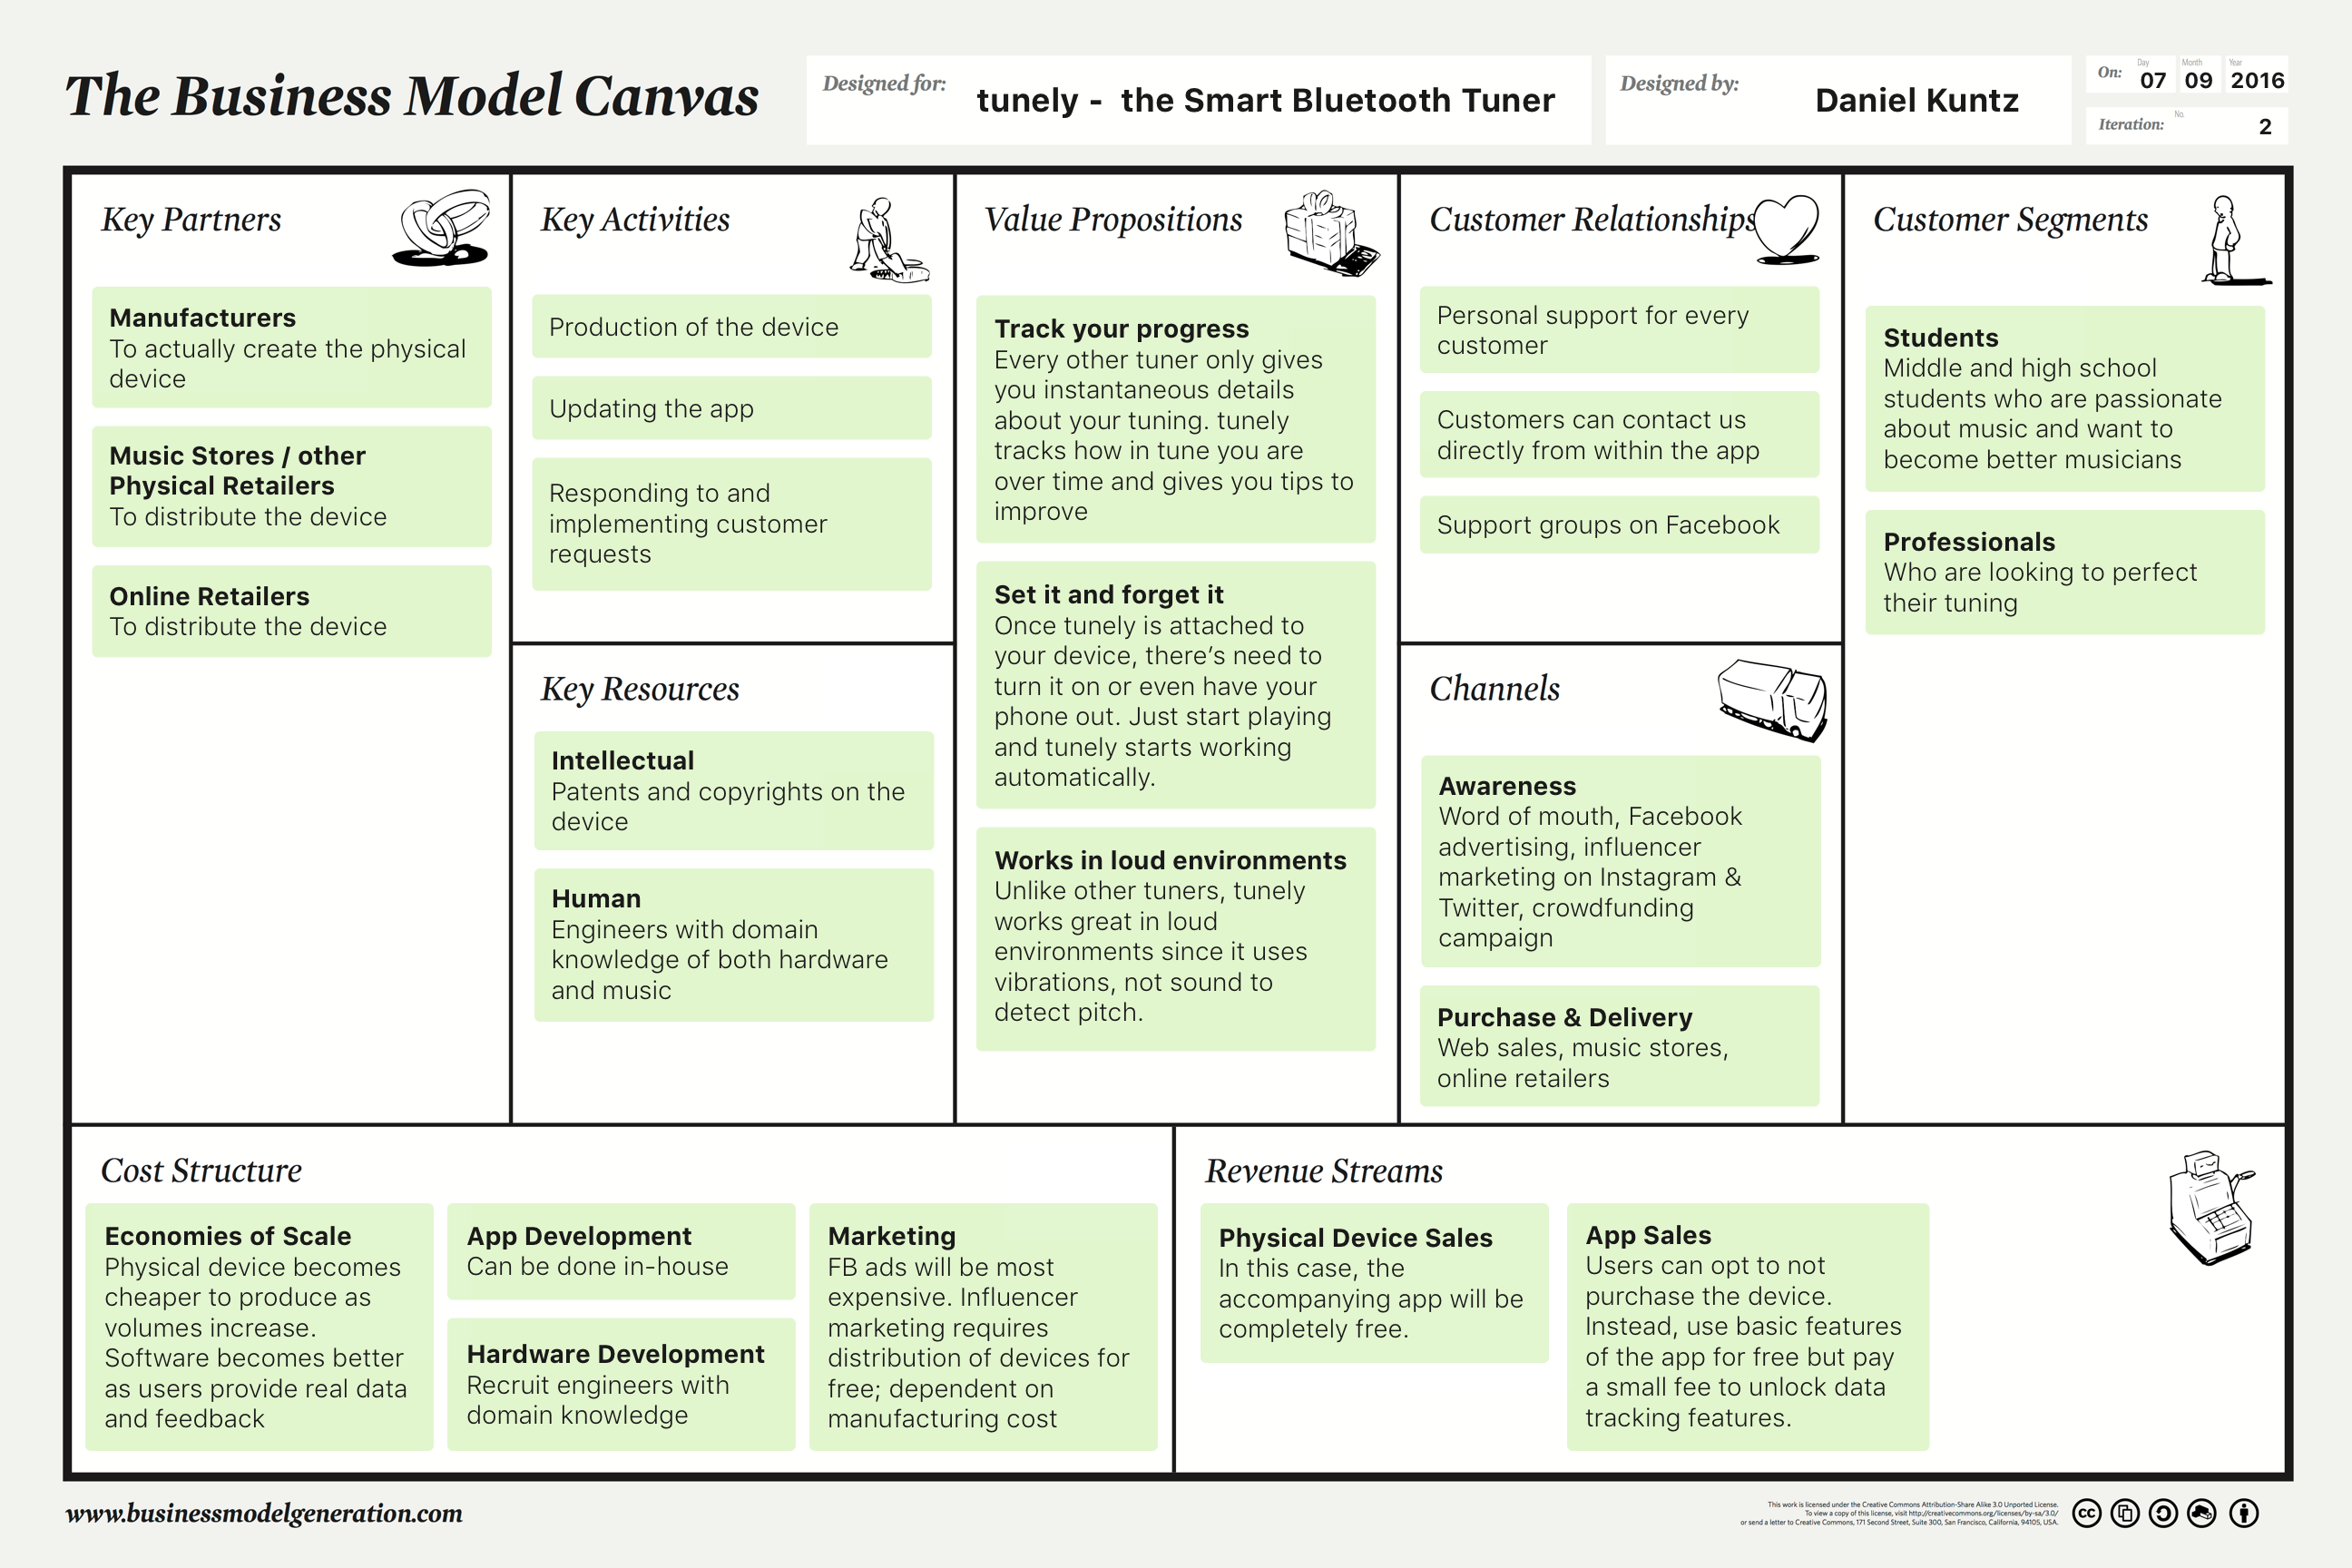 The Business Model Canvas
Designed for:
tunely -  the Smart Bluetooth Tuner
Designed by:
Daniel Kuntz
On:
Day
07
Month
09
Year
2016
Iteration:
No.
2
Key Partners
Manufacturers
To actually create the physical
device
Music Stores / other
Physical Retailers
To distribute the device
Online Retailers
To distribute the device
Key Activities
Production of the device
Updating the app
Responding to and
implementing customer
requests
Key Resources
Intellectual
Patents and copyrights on the
device
Human
Engineers with domain
knowledge of both hardware
and music
Value Propositions
Track your progress
Every other tuner only gives
you instantaneous details
about your tuning. tunely
tracks how in tune you are
over time and gives you tips to
improve
Set it and forget it
Once tunely is attached to
your device, there’s need to
turn it on or even have your
phone out. Just start playing
and tunely starts working
automatically.
Works in loud environments
Unlike other tuners, tunely
works great in loud
environments since it uses
vibrations, not sound to
detect pitch.
Customer Relationships
Personal support for every
customer
Customers can contact us
directly from within the app
Support groups on Facebook
Channels
Awareness
Word of mouth, Facebook
advertising, influencer
marketing on Instagram &
Twitter, crowdfunding
campaign
Purchase & Delivery
Web sales, music stores,
online retailers
Customer Segments
Students
Middle and high school
students who are passionate
about music and want to
become better musicians
Professionals
Who are looking to perfect
their tuning
Cost Structure
Economies of Scale
Physical device becomes
cheaper to produce as
volumes increase.
Software becomes better
as users provide real data
and feedback
App Development
Can be done in-house
Hardware Development
Recruit engineers with
domain knowledge
Marketing
FB ads will be most
expensive. Influencer
marketing requires
distribution of devices for
free; dependent on
manufacturing cost
Revenue Streams
Physical Device Sales
In this case, the
accompanying app will be
completely free.
App Sales
Users can opt to not
purchase the device.
Instead, use basic features
of the app for free but pay
a small fee to unlock data
tracking features.
www.businessmodelgeneration.com
This work is licensed under the Creative Commons Attribution-Share Alike 3.0 Unported License.
To view a copy of this license, visit http://creativecommons.org/licenses/by-sa/3.0/
or send a letter to Creative Commons, 171 Second Street, Suite 300, San Francisco, California, 94105, USA.
cc